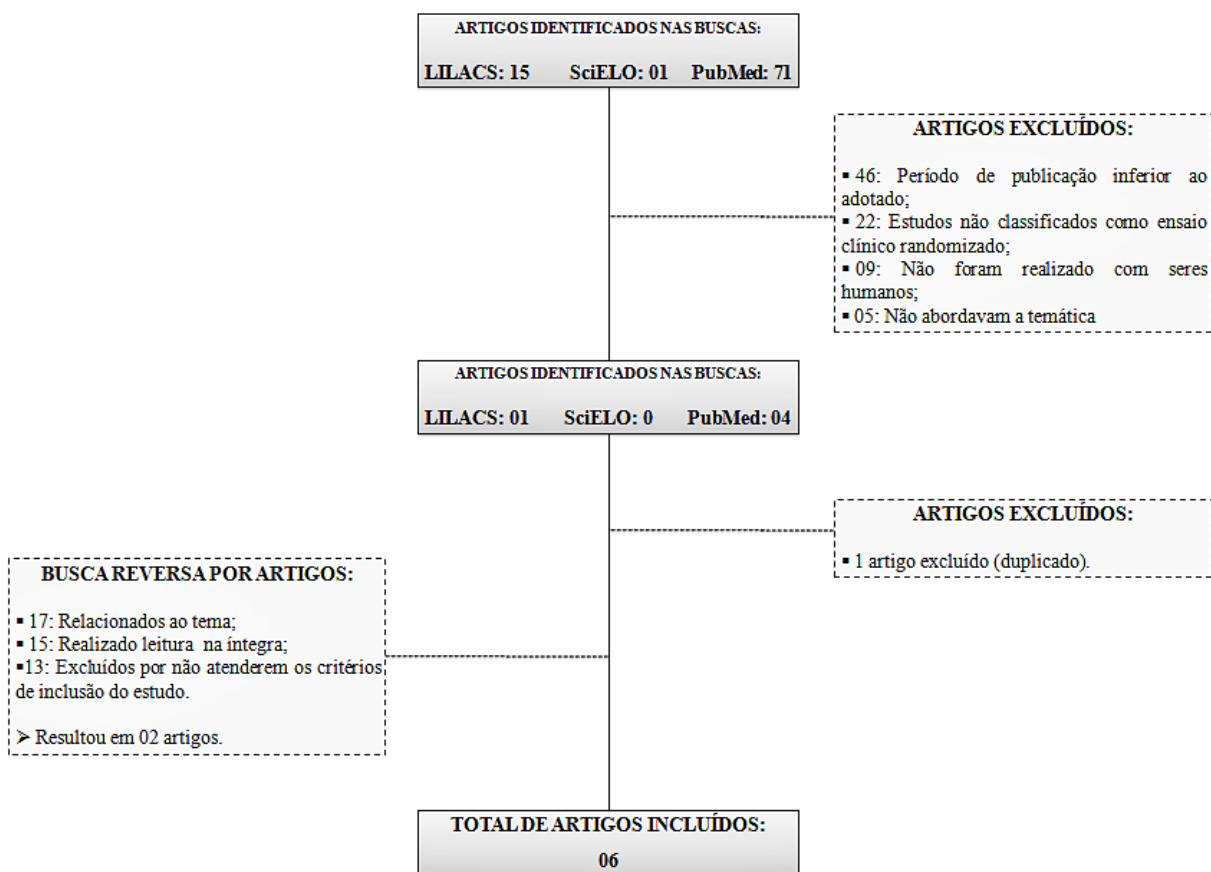 ARTIGOS IDENTIFICADOS NAS BUSCAS:
LILACS: 15 SciELO: 01 PubMed: 71
ARTIGOS EXCLUÍDOS:
▪ 46: Período de publicação inferior ao
adotado;
▪ 22: Estudos não classificados como ensaio
clínico randomizado;
▪ 09: Não foram realizado com seres
humanos;
▪ 05: Não abordavam a temática
ARTIGOS IDENTIFICADOS NAS BUSCAS:
LILACS: 01 SciELO: 0 PubMed: 04
ARTIGOS EXCLUÍDOS:
▪ 1 artigo excluído (duplicado).
BUSCA REVERSA POR ARTIGOS:
▪ 17: Relacionados ao tema;
▪ 15: Realizado leitura na íntegra;
▪13: Excluídos por não atenderem os critérios
de inclusão do estudo.
➢ Resultou em 02 artigos.
TOTAL DE ARTIGOS INCLUÍDOS:
06